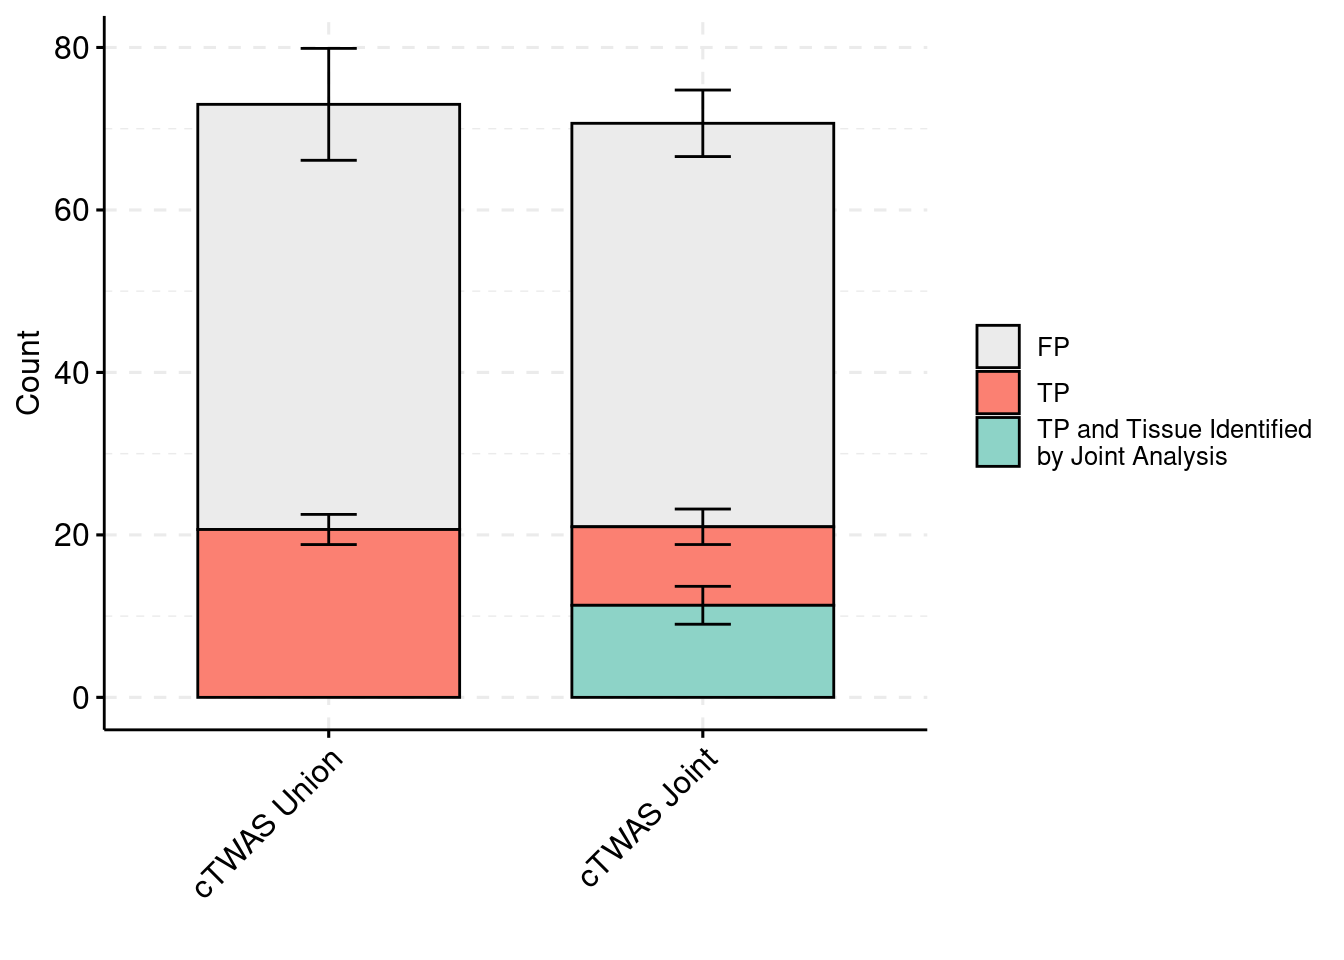 Count
80
60
40
20
0
cTWAS Union
cTWAS Joint
FP
TP
TP and Tissue Identified
by Joint Analysis